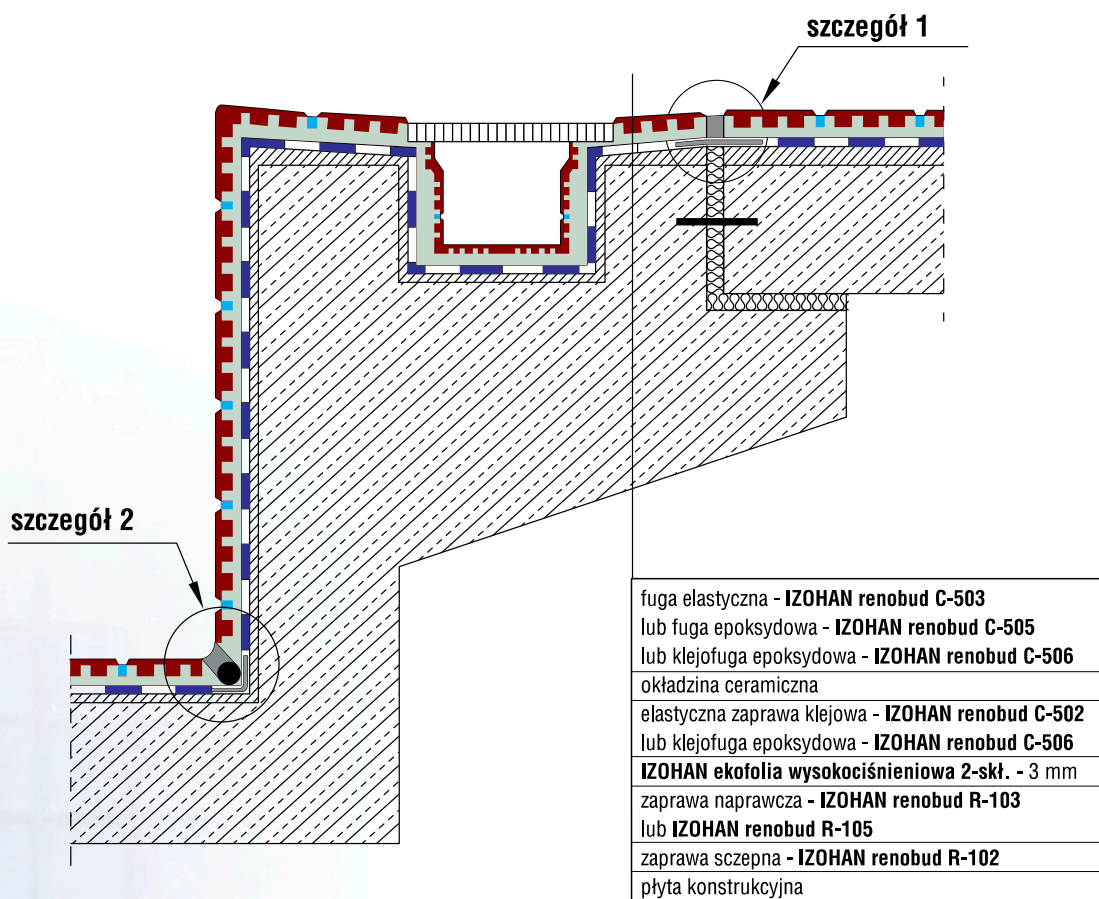 szczegół 1
szczegół 2
fuga elastyczna - IZOHAN renobud C-503
lub fuga epoksydowa - IZOHAN renobud C-505
lub klejofuga epoksydowa - IZOHAN renobud C-506
okładzina ceramiczna
elastyczna zaprawa klejowa - IZOHAN renobud C-502
lub klejofuga epoksydowa - IZOHAN renobud C-506
IZOHAN ekofolia wysokociśnieniowa 2-skł. - 3 mm
zaprawa naprawcza - IZOHAN renobud R-103
lub IZOHAN renobud R-105
zaprawa sczepna - IZOHAN renobud R-102
płyta konstrukcyjna